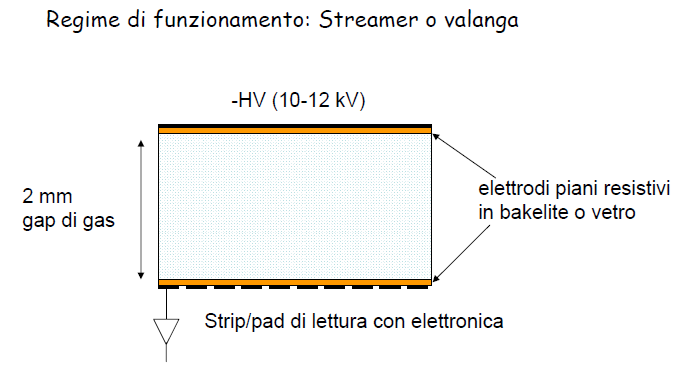 Regime di funzionamento: Streamer o valanga
-HV (10-12 kV)
2 mm
gap di gas
elettrodi piani resistivi
in bakelite o vetro
Strip/pad di lettura con elettronica